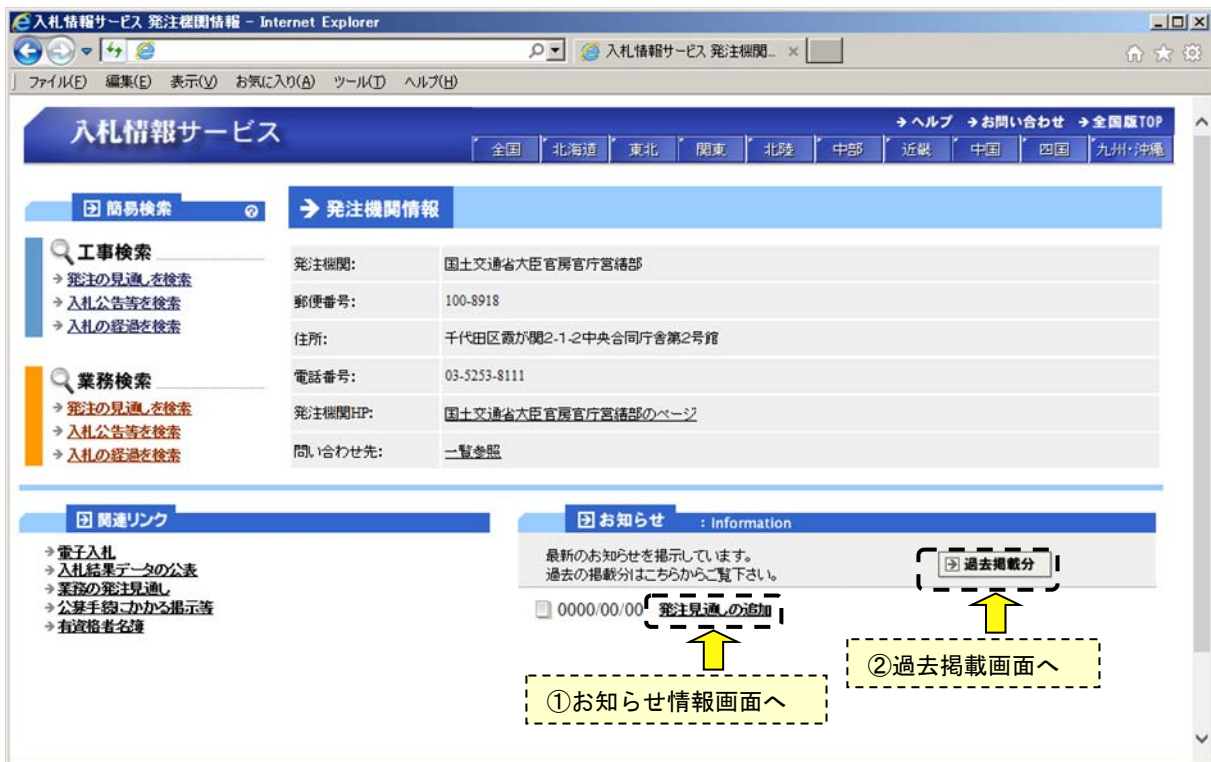 入札情報サービス 発注機関情報 - Internet Explorer
入札情報サービス 発注機関...
ファイル(F) 編集(E) 表示(V) お気に入り(A) ツール(T) ヘルプ(H)
入札情報サービス
ヘルプ お問い合わせ 全国版TOP
全国 北海道 東北 関東 北陸 中部 近畿 中国 四国 九州・沖縄
簡易検索
発注機関情報
工事検索
発注の見通しを検索
入札公告等を検索
入札の経過を検索
業務検索
発注の見通しを検索
入札公告等を検索
入札の経過を検索
発注機関: 国土交通省大臣官房官庁営繕部
郵便番号: 100-8918
住所: 千代田区霞が関2-1-2中央合同庁舎第2号館
電話番号: 03-5253-8111
発注機関HP: 国土交通省大臣官房官庁営繕部のページ
問い合わせ先: 一覧参照
関連リンク
電子入札
入札結果データの公表
業務の発注見通し
公募手続にかかる掲示等
有資格者名簿
お知らせ : Information
最新のお知らせを掲示しています。
過去の掲載分はこちらからご覧下さい。
過去掲載分
0000/00/00 発注見通しの追加
②過去掲載画面へ
①お知らせ情報画面へ